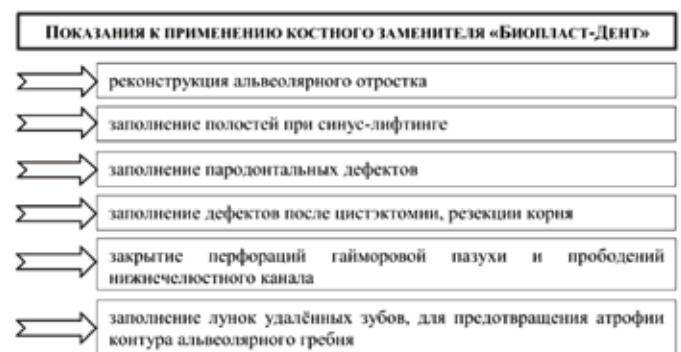 ПОКАЗАНИЯ К ПРИМЕНЕНИЮ КОСТНОГО ЗАМЕНИТЕЛЯ «БИОПЛАСТ-ДЕНТ»
реконструкция альвеолярного отростка
заполнение полостей при синус-лифтинге
заполнение пародонтальных дефектов
заполнение дефектов после цистэктомии, резекции корня
закрытие перфораций гайморовой пазухи и прободений
нижнечелюстного канала
заполнение лунок удалённых зубов, для предотвращения атрофии
контура альвеолярного гребня